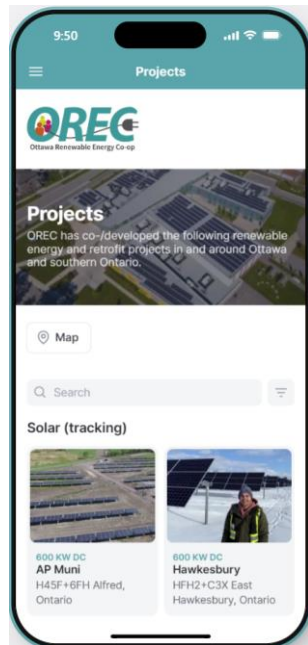 9:50
Projects
OREC
Ottawa Renewable Energy Co-op
Projects
OREC has co-/developed the following renewable
energy and retrofit projects in and around Ottawa
and southern Ontario.
Map
Search
Solar (tracking)
600 KW DC
AP Muni
H45F+6FH Alfred,
Ontario
600 KW DC
Hawkesbury
HFH2+C3X East
Hawkesbury, Ontario